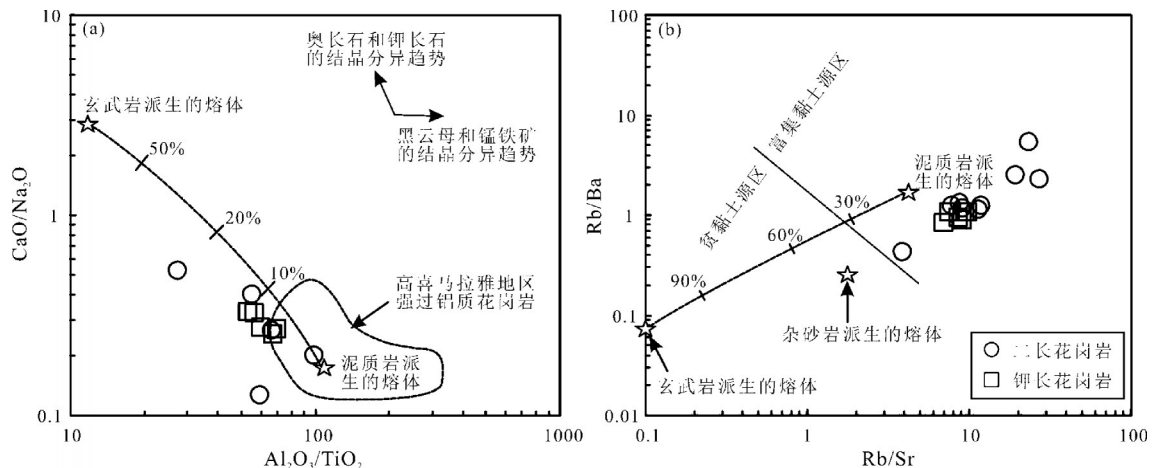 (a)
10
1
0.1
CaO/Na₂O
10
100
1000
Al₂O₃/TiO₂
奥长石和钾长石
的结晶分异趋势
黑云母和锰铁矿
的结晶分异趋势
玄武岩派生的熔体
50%
20%
10%
高喜马拉雅地区
强过铝质花岗岩
泥质岩派
生的熔体
(b)
100
10
1
0.1
0.01
Rb/Ba
0.1
1
10
100
Rb/Sr
贫黏土源区
富集黏土源区
泥质岩派
生的熔体
30%
60%
90%
杂砂岩派生的熔体
玄武岩派生的熔体
二长花岗岩
钾长花岗岩